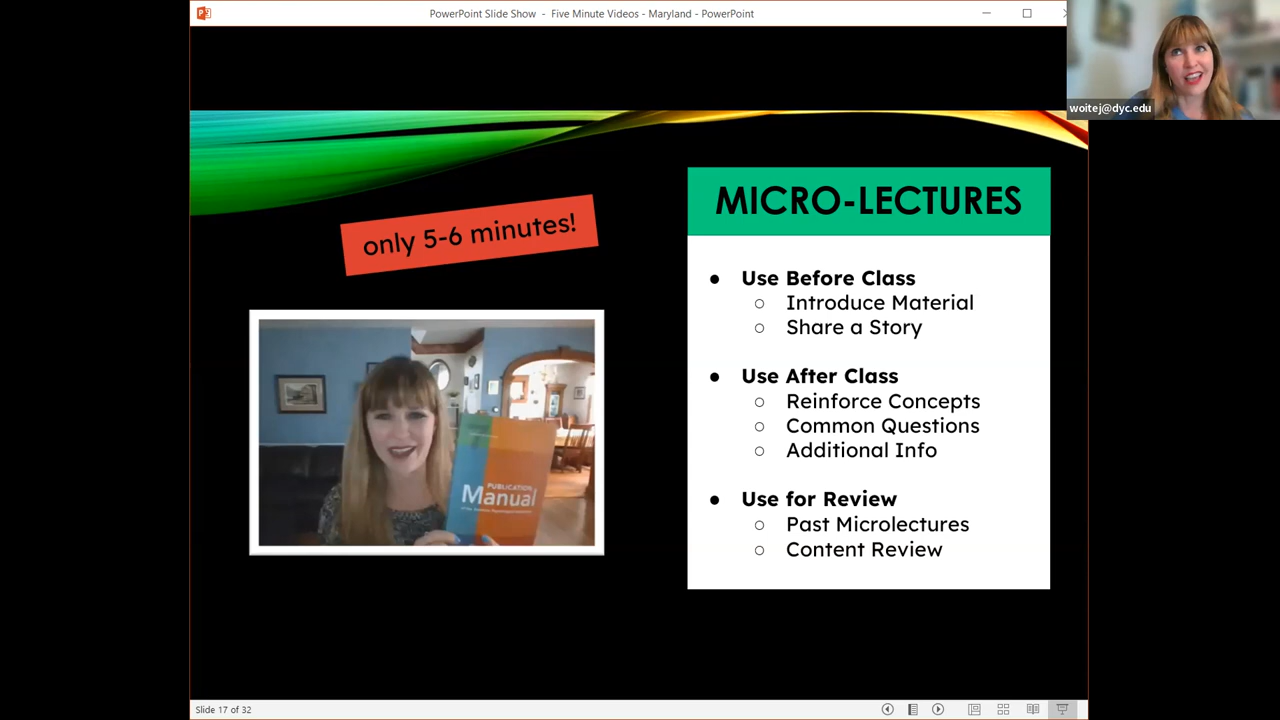 PowerPoint Slide Show - Five Minute Videos - Maryland - PowerPoint
woitej@dyc.edu
only 5-6 minutes!
PUBLICATION
Manual
MICRO-LECTURES
● Use Before Class
○ Introduce Material
○ Share a Story
● Use After Class
○ Reinforce Concepts
○ Common Questions
○ Additional Info
● Use for Review
○ Past Microlectures
○ Content Review
Slide 17 of 32